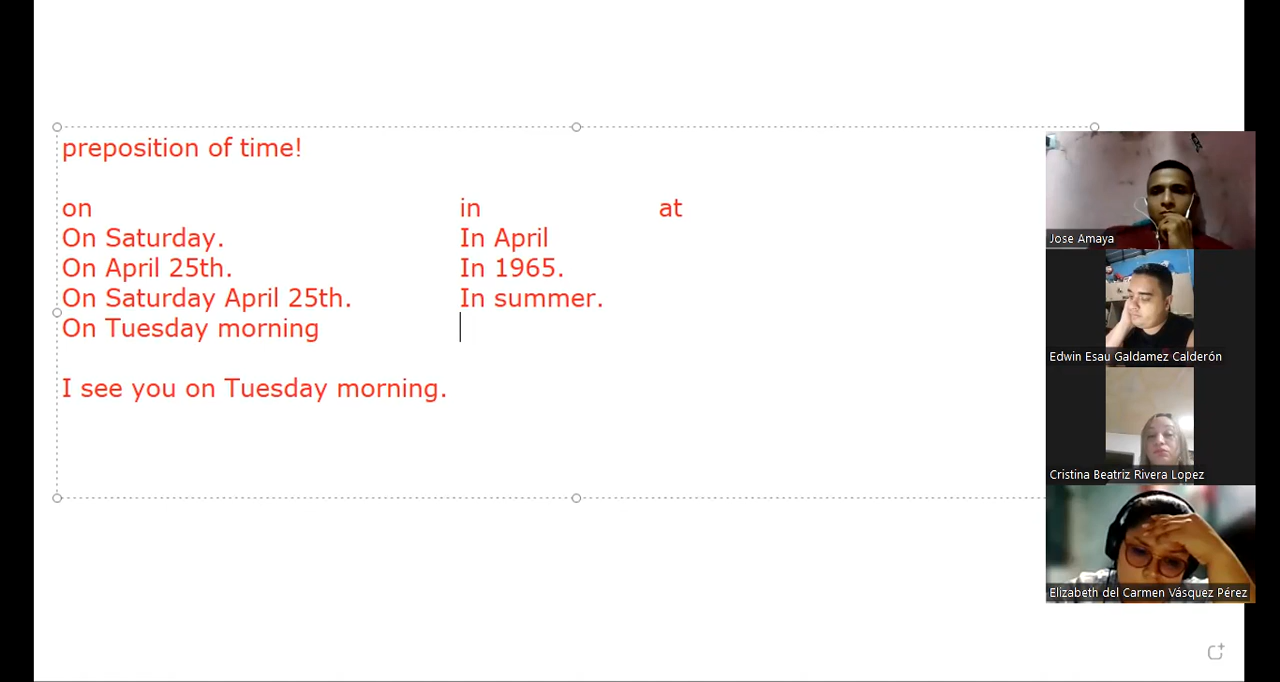 preposition of time!
on in at
On Saturday. In April
On April 25th. In 1965.
On Saturday April 25th. In summer.
On Tuesday morning
I see you on Tuesday morning.
Jose Amaya
Edwin Esau Galdamez Calderón
Cristina Beatriz Rivera Lopez
Elizabeth del Carmen Vásquez Pérez